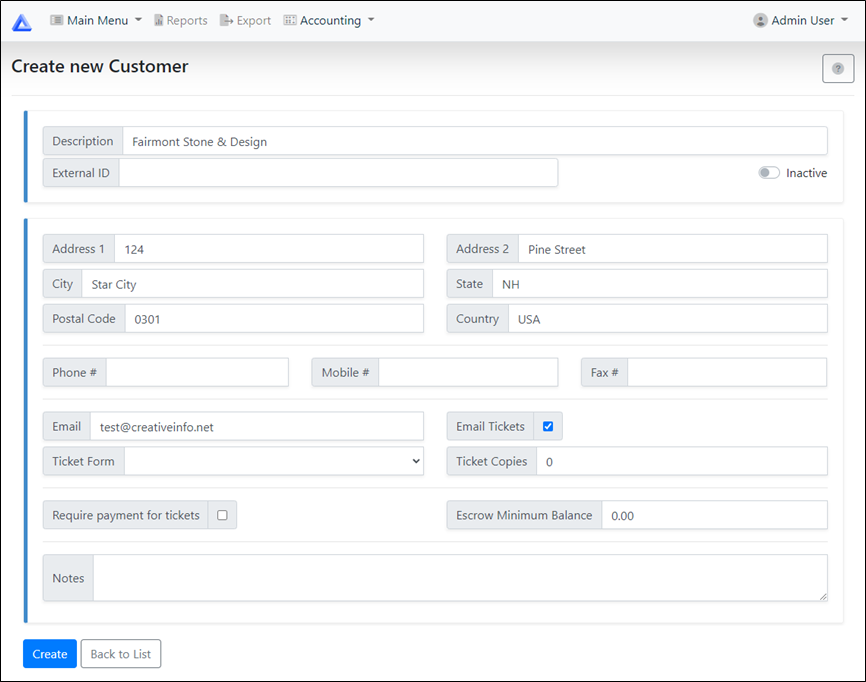 Main Menu Reports Export Accounting Admin User
Create new Customer
?
Description Fairmont Stone & Design
External ID Inactive
Address 1 124 Address 2 Pine Street
City Star City State NH
Postal Code 0301 Country USA
Phone # Mobile # Fax #
Email test@creativeinfo.net Email Tickets
Ticket Form Ticket Copies 0
Require payment for tickets Escrow Minimum Balance 0.00
Notes
Create Back to List